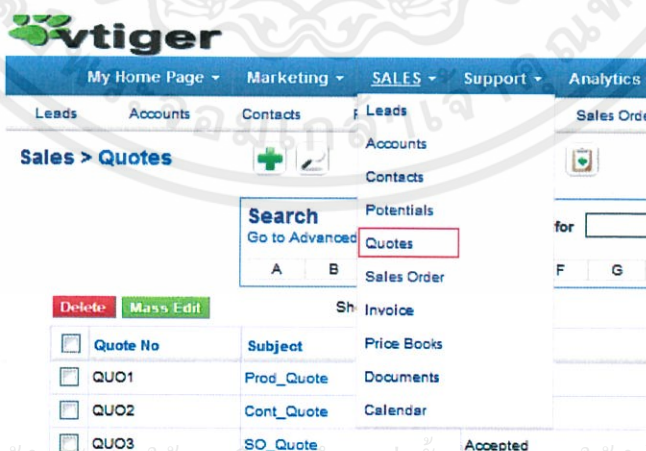 vtiger
My Home Page Marketing SALES Support Analytics
Leads Accounts Contacts Sales Orde
Sales > Quotes
Leads
Accounts
Contacts
Potentials
Quotes
Sales Order
Invoice
Price Books
Documents
Calendar
Search
Go to Advanced
for
A B F G
Delete Mass Edit Sh
Quote No Subject
QUO1 Prod_Quote
QUO2 Cont_Quote
QUO3 SO_Quote Accepted